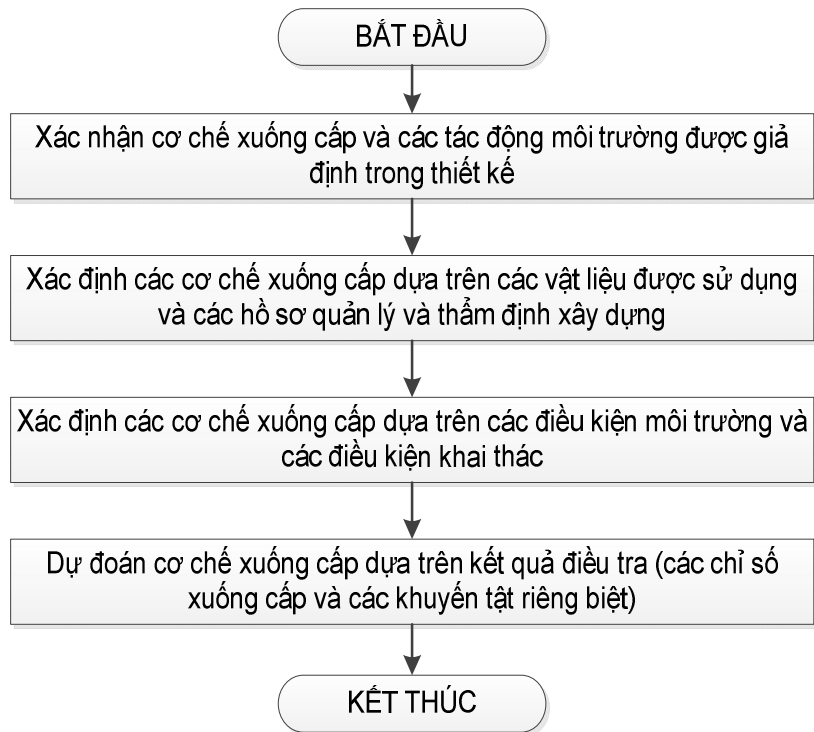 BẮT ĐẦU
Xác nhận cơ chế xuống cấp và các tác động môi trường được giả
định trong thiết kế
Xác định các cơ chế xuống cấp dựa trên các vật liệu được sử dụng
và các hồ sơ quản lý và thẩm định xây dựng
Xác định các cơ chế xuống cấp dựa trên các điều kiện môi trường và
các điều kiện khai thác
Dự đoán cơ chế xuống cấp dựa trên kết quả điều tra (các chỉ số
xuống cấp và các khuyến tật riêng biệt)
KẾT THÚC